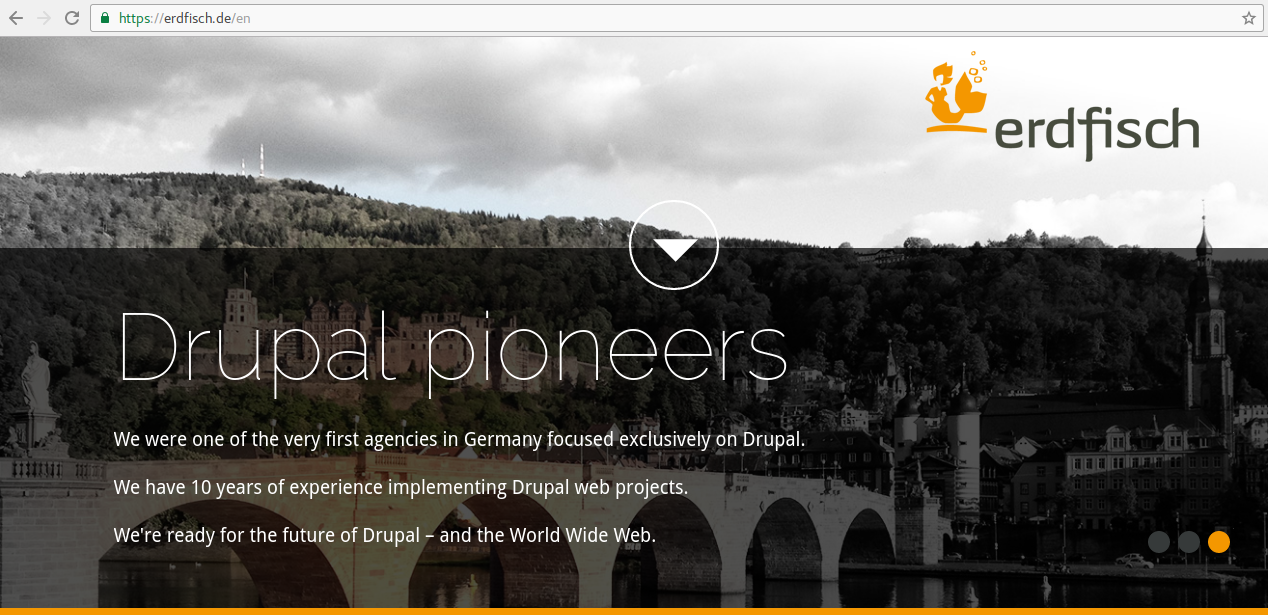 https://erdfisch.de/en
erdfisch
Drupal pioneers
We were one of the very first agencies in Germany focused exclusively on Drupal.
We have 10 years of experience implementing Drupal web projects.
We're ready for the future of Drupal – and the World Wide Web.